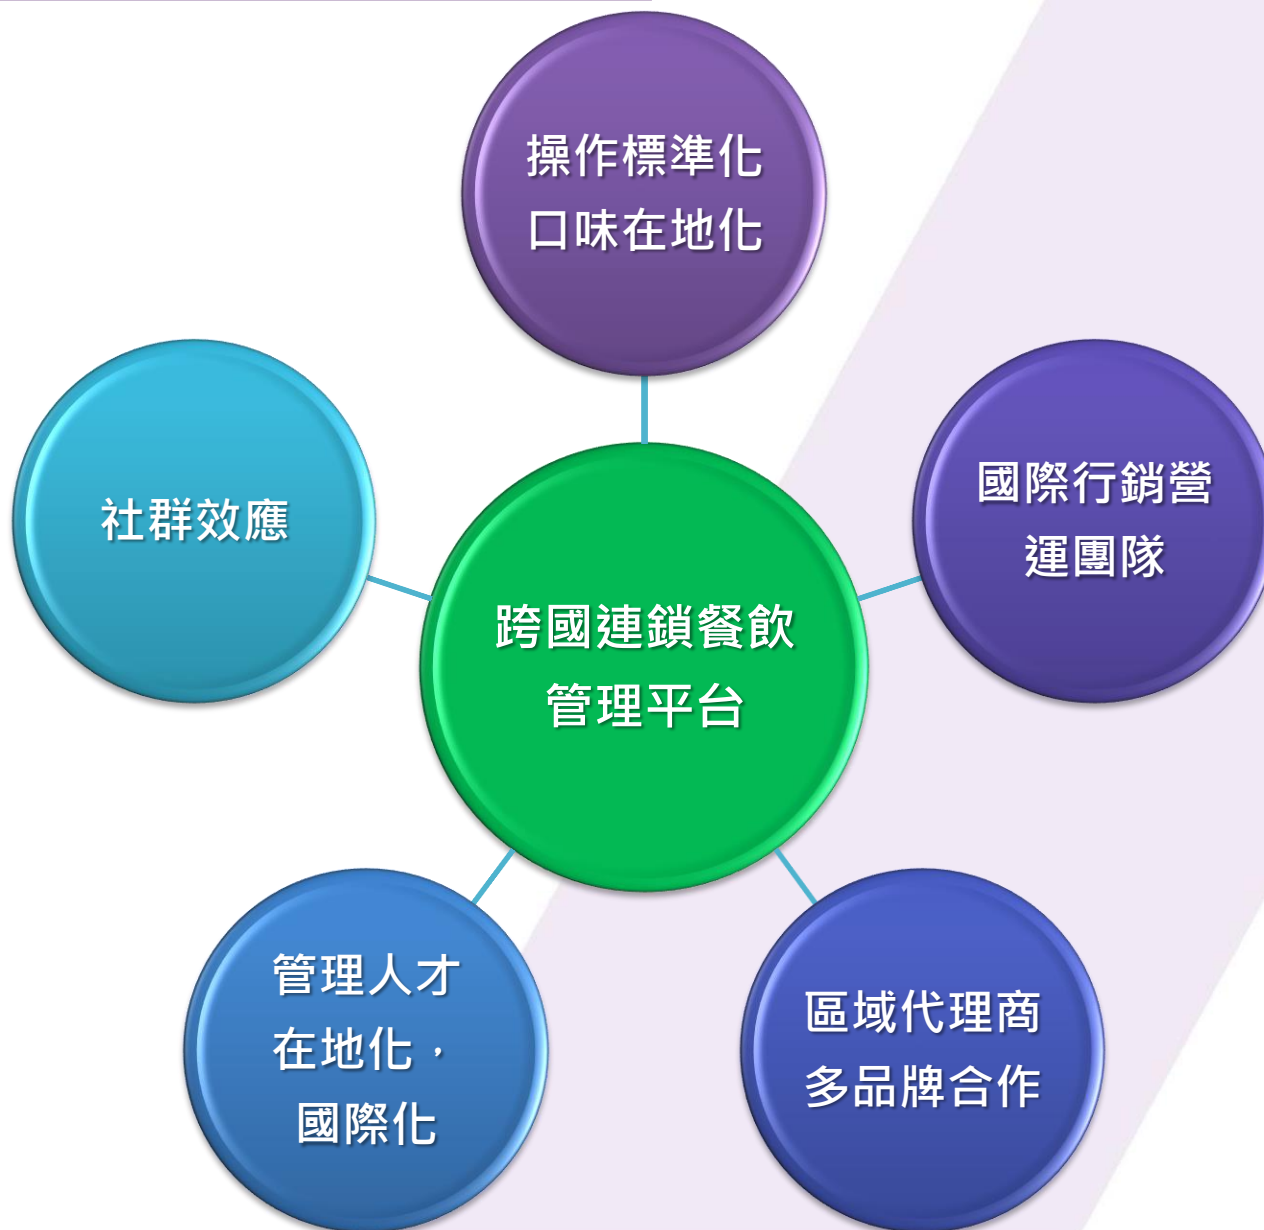 操作標準化
口味在地化
國際行銷營
運團隊
社群效應
跨國連鎖餐飲
管理平台
管理人才
在地化，
國際化
區域代理商
多品牌合作